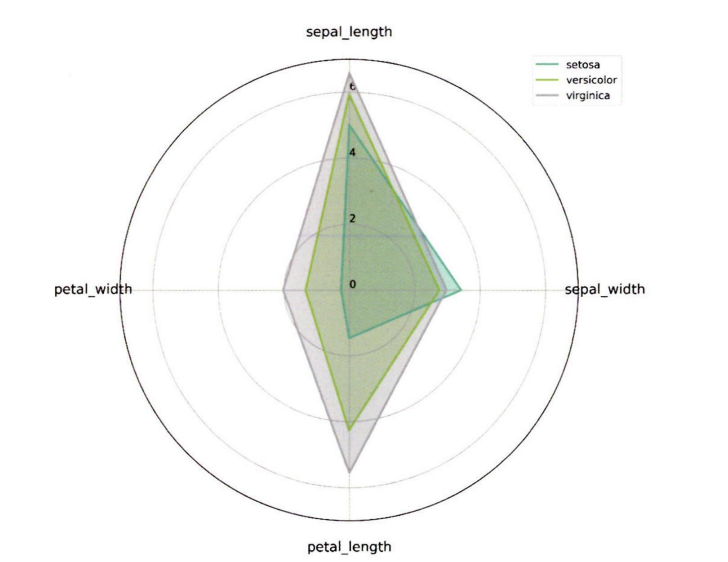 sepal_length
setosa
versicolor
virginica
6
4
2
0
petal_width
sepal_width
petal_length